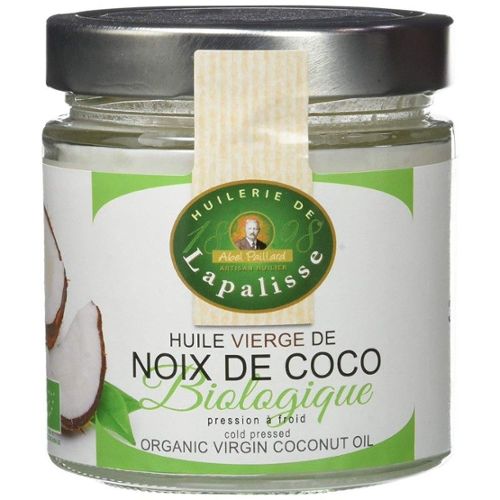 HUILERIE DE
1898
Abel Paillard
ARTISAN HUILIER
Lapalisse
HUILE VIERGE DE
NOIX DE COCO
Biologique
pression à froid
cold pressed
ORGANIC VIRGIN COCONUT OIL